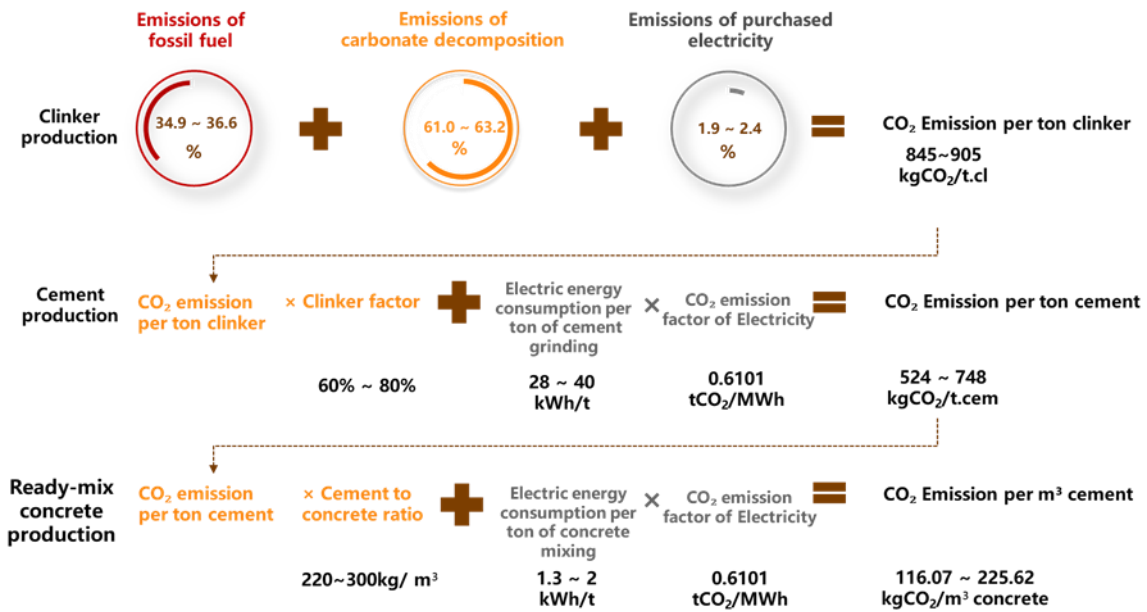 Emissions of
fossil fuel
Emissions of
carbonate decomposition
Emissions of purchased
electricity
Clinker
production
34.9 ~ 36.6
%
61.0 ~ 63.2
%
1.9 ~ 2.4
%
CO₂ Emission per ton clinker
845~905
kgCO₂/t.cl
Cement
production
CO₂ emission
per ton clinker
× Clinker factor
Electric energy
consumption per
ton of cement
grinding
× CO₂ emission
factor of Electricity
CO₂ Emission per ton cement
60% ~ 80%
28 ~ 40
kWh/t
0.6101
tCO₂/MWh
524 ~ 748
kgCO₂/t.cem
Ready-mix
concrete
production
CO₂ emission
per ton cement
× Cement to
concrete ratio
Electric energy
consumption per
ton of concrete
mixing
× CO₂ emission
factor of Electricity
CO₂ Emission per m³ cement
220~300kg/ m³
1.3 ~ 2
kWh/t
0.6101
tCO₂/MWh
116.07 ~ 225.62
kgCO₂/m³ concrete